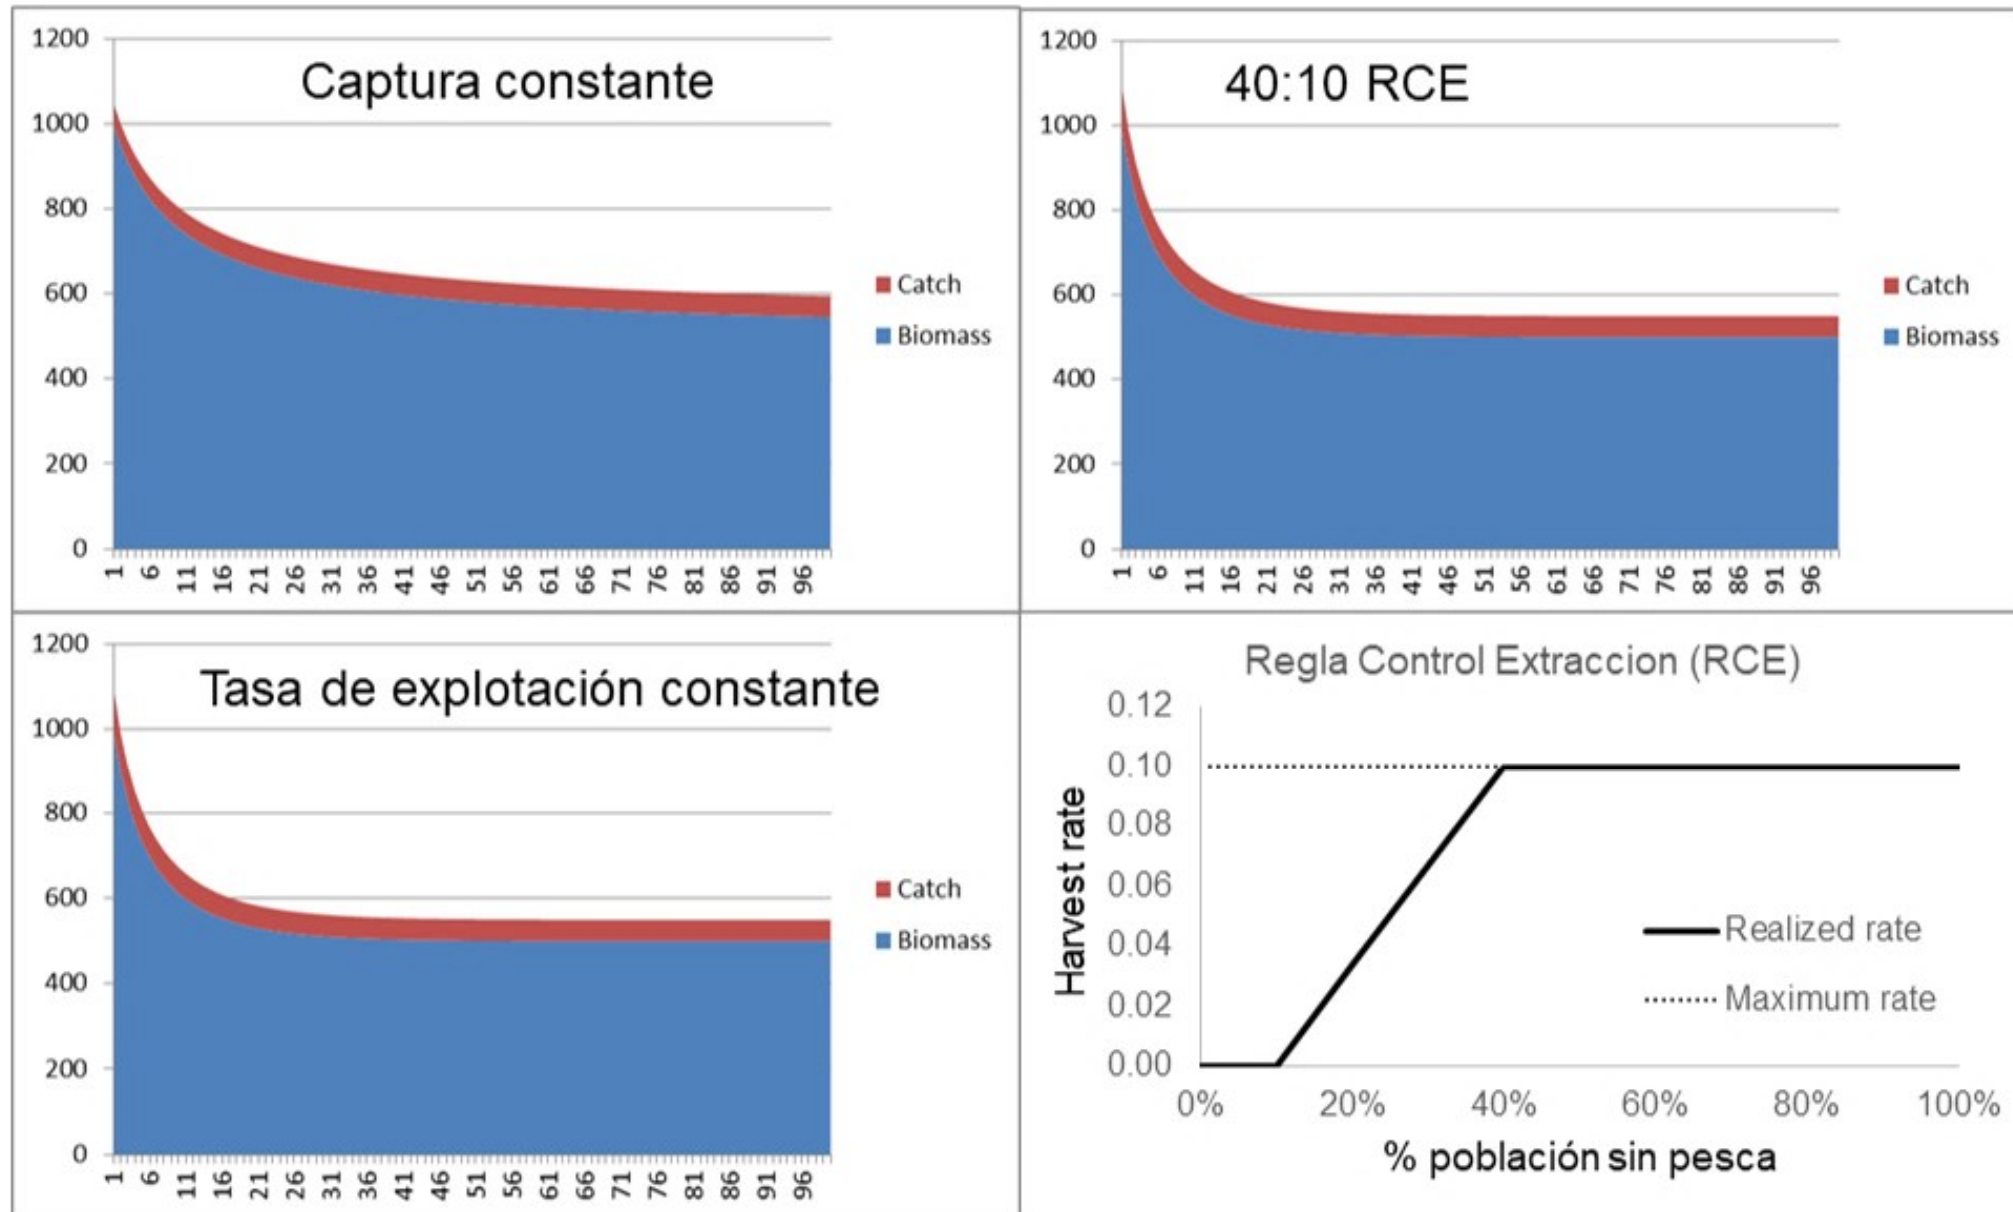 Captura constante
1200
1000
800
600
400
200
0
1 6 11 16 21 26 31 36 41 46 51 56 61 66 71 76 81 86 91 96
Catch
Biomass
40:10 RCE
1200
1000
800
600
400
200
0
1 6 11 16 21 26 31 36 41 46 51 56 61 66 71 76 81 86 91 96
Catch
Biomass
Tasa de explotación constante
1200
1000
800
600
400
200
0
1 6 11 16 21 26 31 36 41 46 51 56 61 66 71 76 81 86 91 96
Catch
Biomass
Regla Control Extraccion (RCE)
Harvest rate
0.12
0.10
0.08
0.06
0.04
0.02
0.00
Realized rate
Maximum rate
0% 20% 40% 60% 80% 100%
% población sin pesca